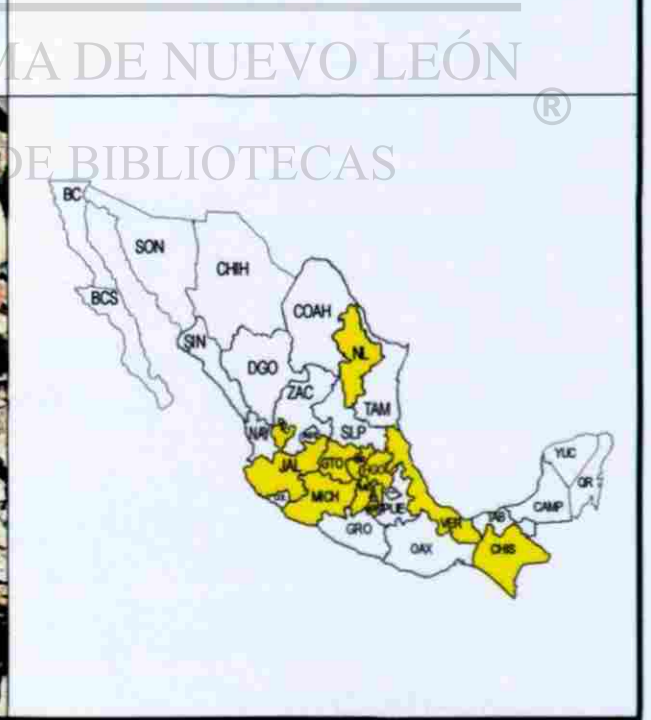 MA DE NUEVO LEÓN
®
DE BIBLIOTECAS
BC
SON
CHIH
BCS
COAH
SIN
NL
DGO
ZAC
TAM
NAY
SLP
JAL
GTO
HGO
YUC
QR
MICH
PUE
CAMP
VER
TAB
GRO
OAX
CHIS